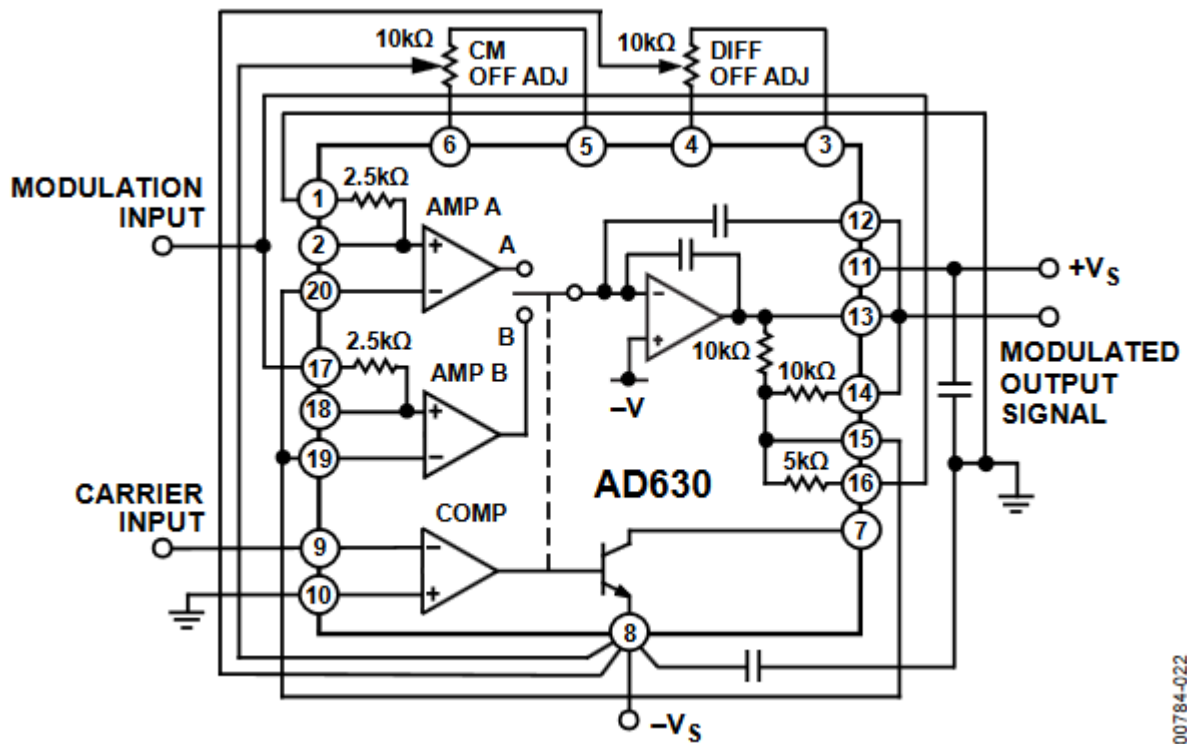 10kΩ
CM
OFF ADJ
10kΩ
DIFF
OFF ADJ
6
5
4
3
MODULATION
INPUT
1
2.5kΩ
AMP A
A
12
2
+
20
−
11
+VS
B
−
+
13
10kΩ
MODULATED
OUTPUT
SIGNAL
17
2.5kΩ
AMP B
10kΩ
14
−V
18
+
19
−
15
5kΩ
16
AD630
CARRIER
INPUT
COMP
7
9
−
10
+
8
−VS
00784-022